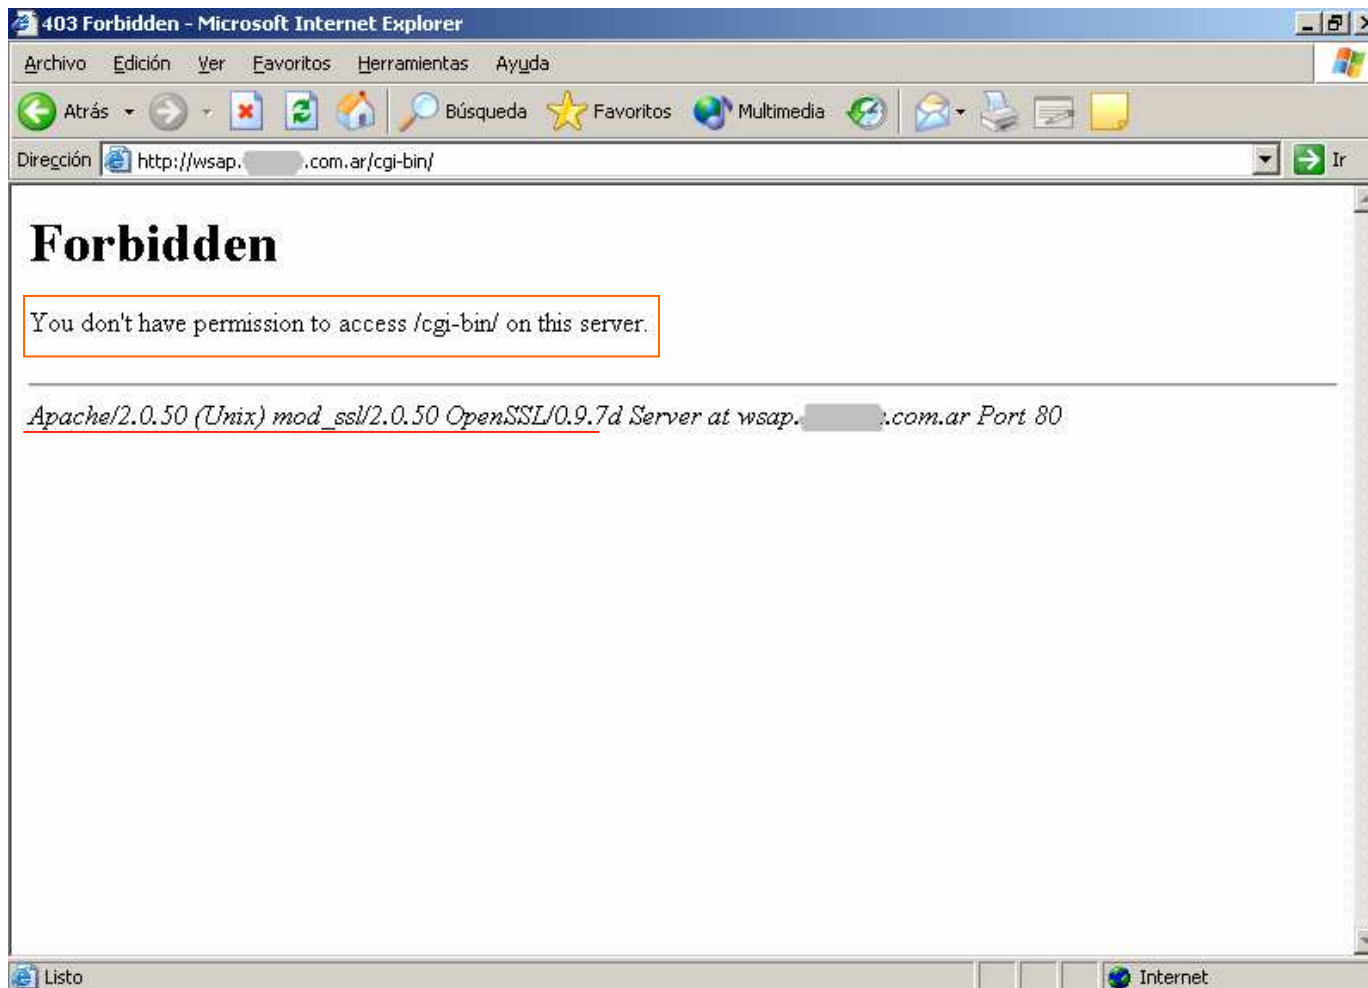 403 Forbidden - Microsoft Internet Explorer
Archivo Edición Ver Favoritos Herramientas Ayuda
Atrás Búsqueda Favoritos Multimedia
Dirección http://wsap. .com.ar/cgi-bin/ Ir
Forbidden
You don't have permission to access /cgi-bin/ on this server.
Apache/2.0.50 (Unix) mod_ssl/2.0.50 OpenSSL/0.9.7d Server at wsap. .com.ar Port 80
Listo Internet